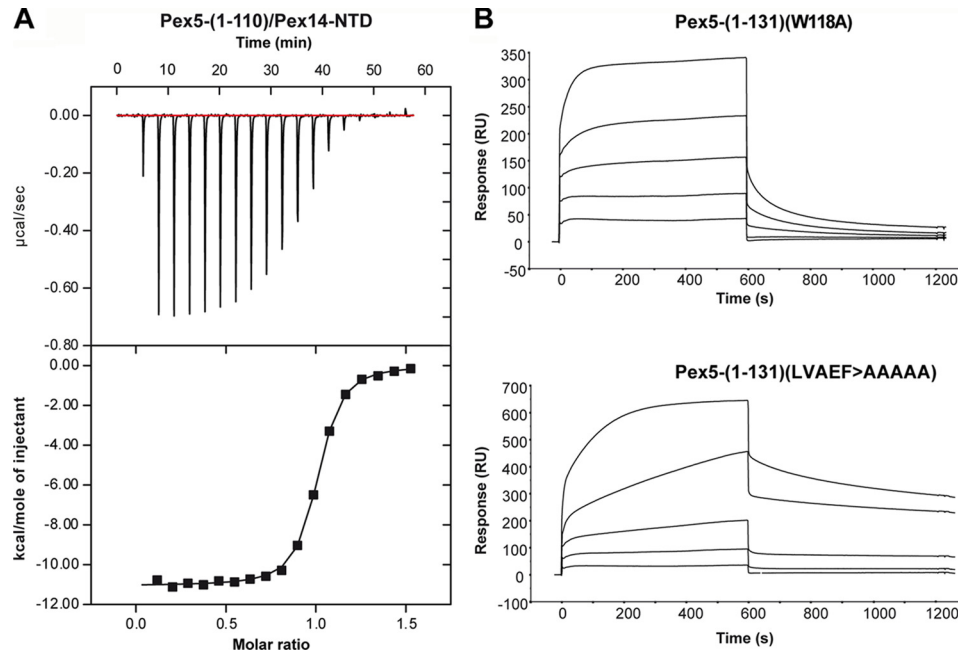 A
Pex5-(1-110)/Pex14-NTD
Time (min)
0 10 20 30 40 50 60
0.00
-0.20
-0.40
-0.60
-0.80
µcal/sec
0.00
-2.00
-4.00
-6.00
-8.00
-10.00
-12.00
kcal/mole of injectant
0.0 0.5 1.0 1.5
Molar ratio
B
Pex5-(1-131)(W118A)
350
300
250
200
150
100
50
0
-50
Response (RU)
0 200 400 600 800 1000 1200
Time (s)
Pex5-(1-131)(LVAEF>AAAAA)
700
600
500
400
300
200
100
0
-100
Response (RU)
0 200 400 600 800 1000 1200
Time (s)